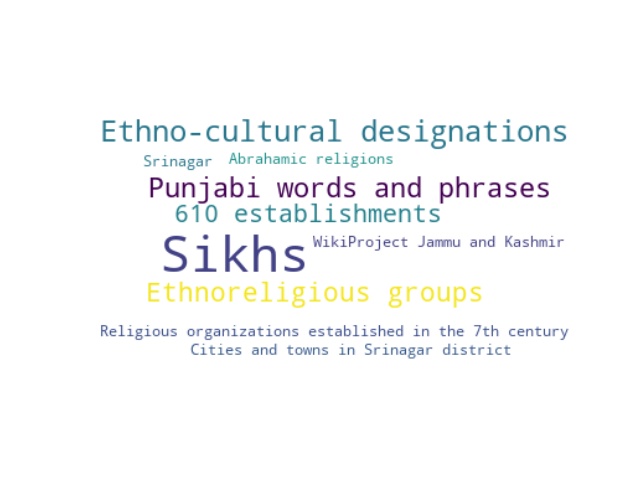 Ethno-cultural designations
Srinagar Abrahamic religions
Punjabi words and phrases
610 establishments
Sikhs WikiProject Jammu and Kashmir
Ethnoreligious groups
Religious organizations established in the 7th century
Cities and towns in Srinagar district